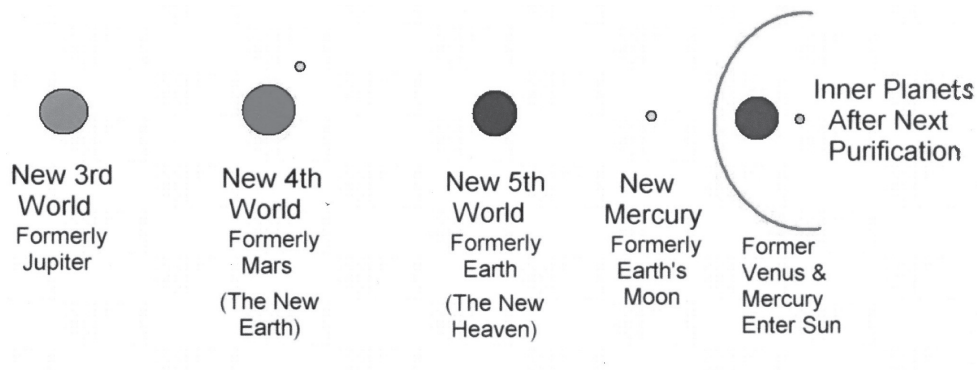 New 3rd
World
Formerly
Jupiter
New 4th
World
Formerly
Mars
(The New
Earth)
New 5th
World
Formerly
Earth
(The New
Heaven)
New
Mercury
Formerly
Earth's
Moon
Former
Venus &
Mercury
Enter Sun
Inner Planets
After Next
Purification